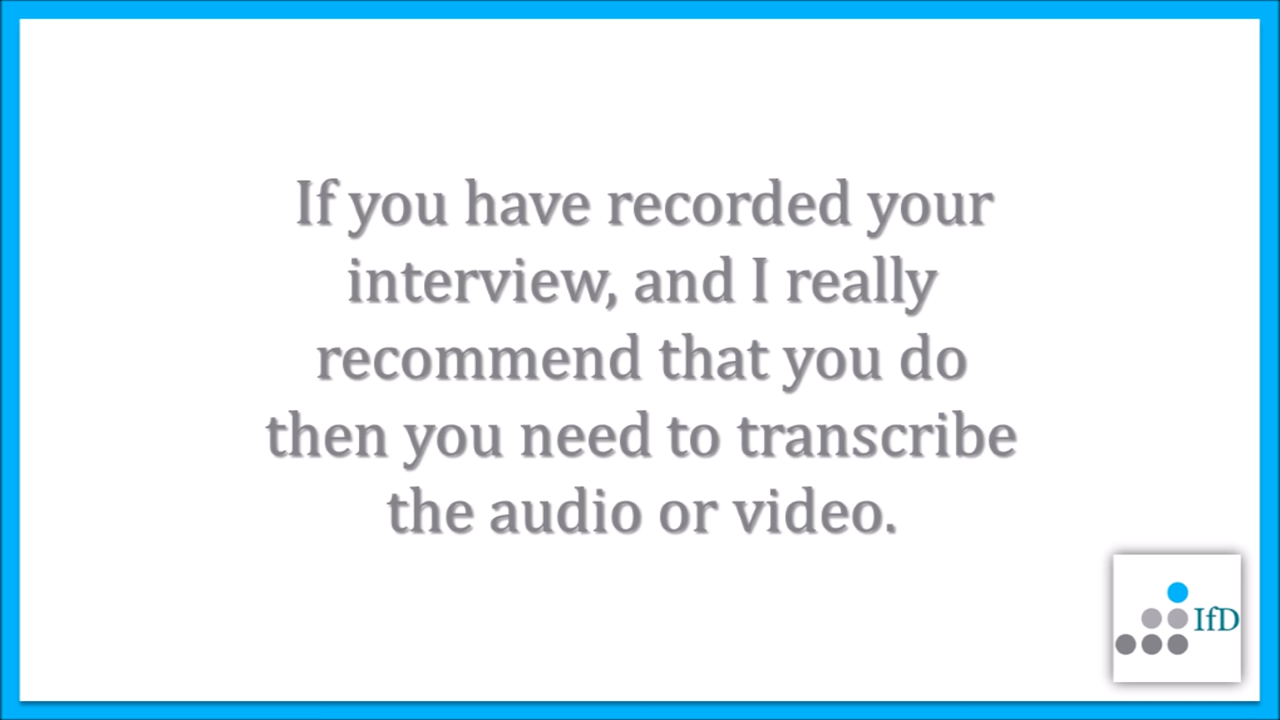 If you have recorded your
interview, and I really
recommend that you do
then you need to transcribe
the audio or video.
IfD